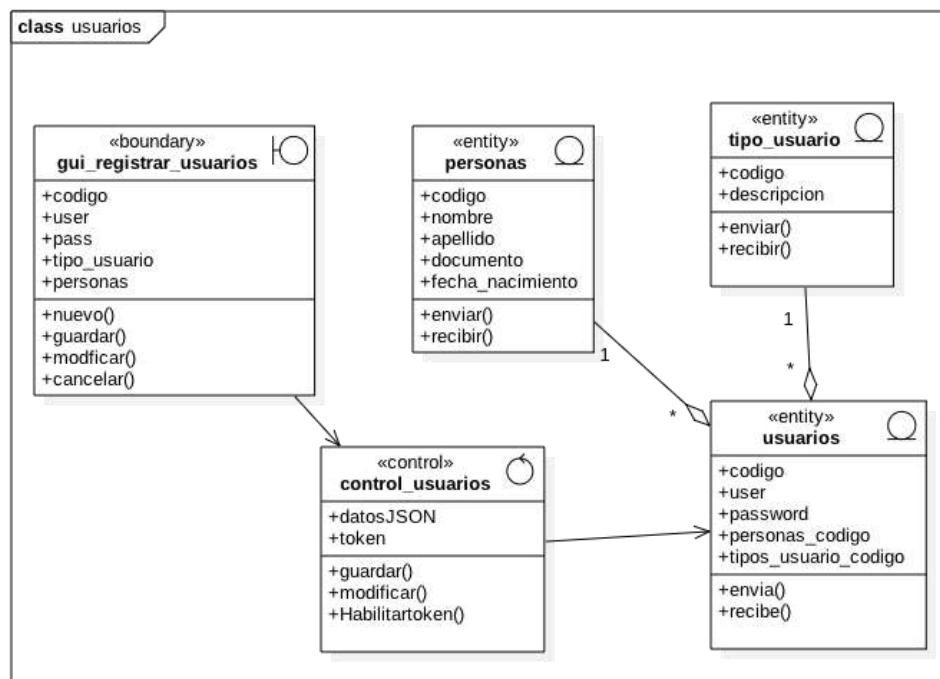 class usuarios
«boundary»
gui_registrar_usuarios
+codigo
+user
+pass
+tipo_usuario
+personas
+nuevo()
+guardar()
+modficar()
+cancelar()
«entity»
personas
+codigo
+nombre
+apellido
+documento
+fecha_nacimiento
+enviar()
+recibir()
«entity»
tipo_usuario
+codigo
+descripcion
+enviar()
+recibir()
1
*
1
*
«control»
control_usuarios
+datosJSON
+token
+guardar()
+modificar()
+Habilitartoken()
«entity»
usuarios
+codigo
+user
+password
+personas_codigo
+tipos_usuario_codigo
+envia()
+recibe()